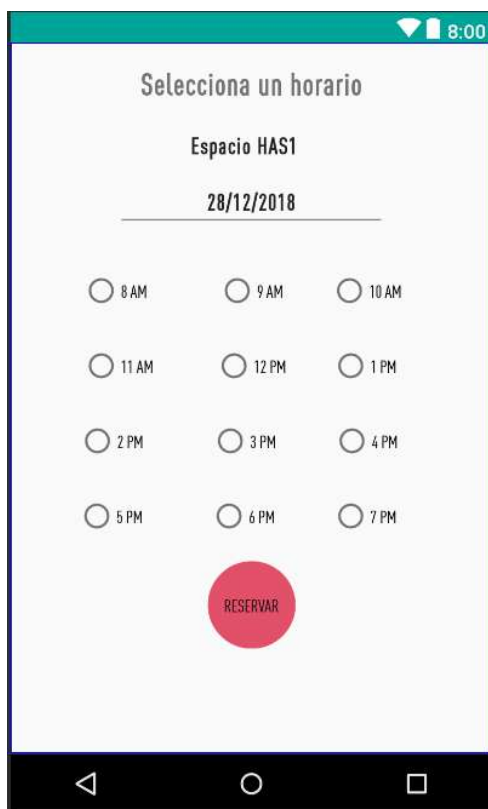 8:00
Selecciona un horario
Espacio HAS1
28/12/2018
8 AM 9 AM 10 AM
11 AM 12 PM 1 PM
2 PM 3 PM 4 PM
5 PM 6 PM 7 PM
RESERVAR